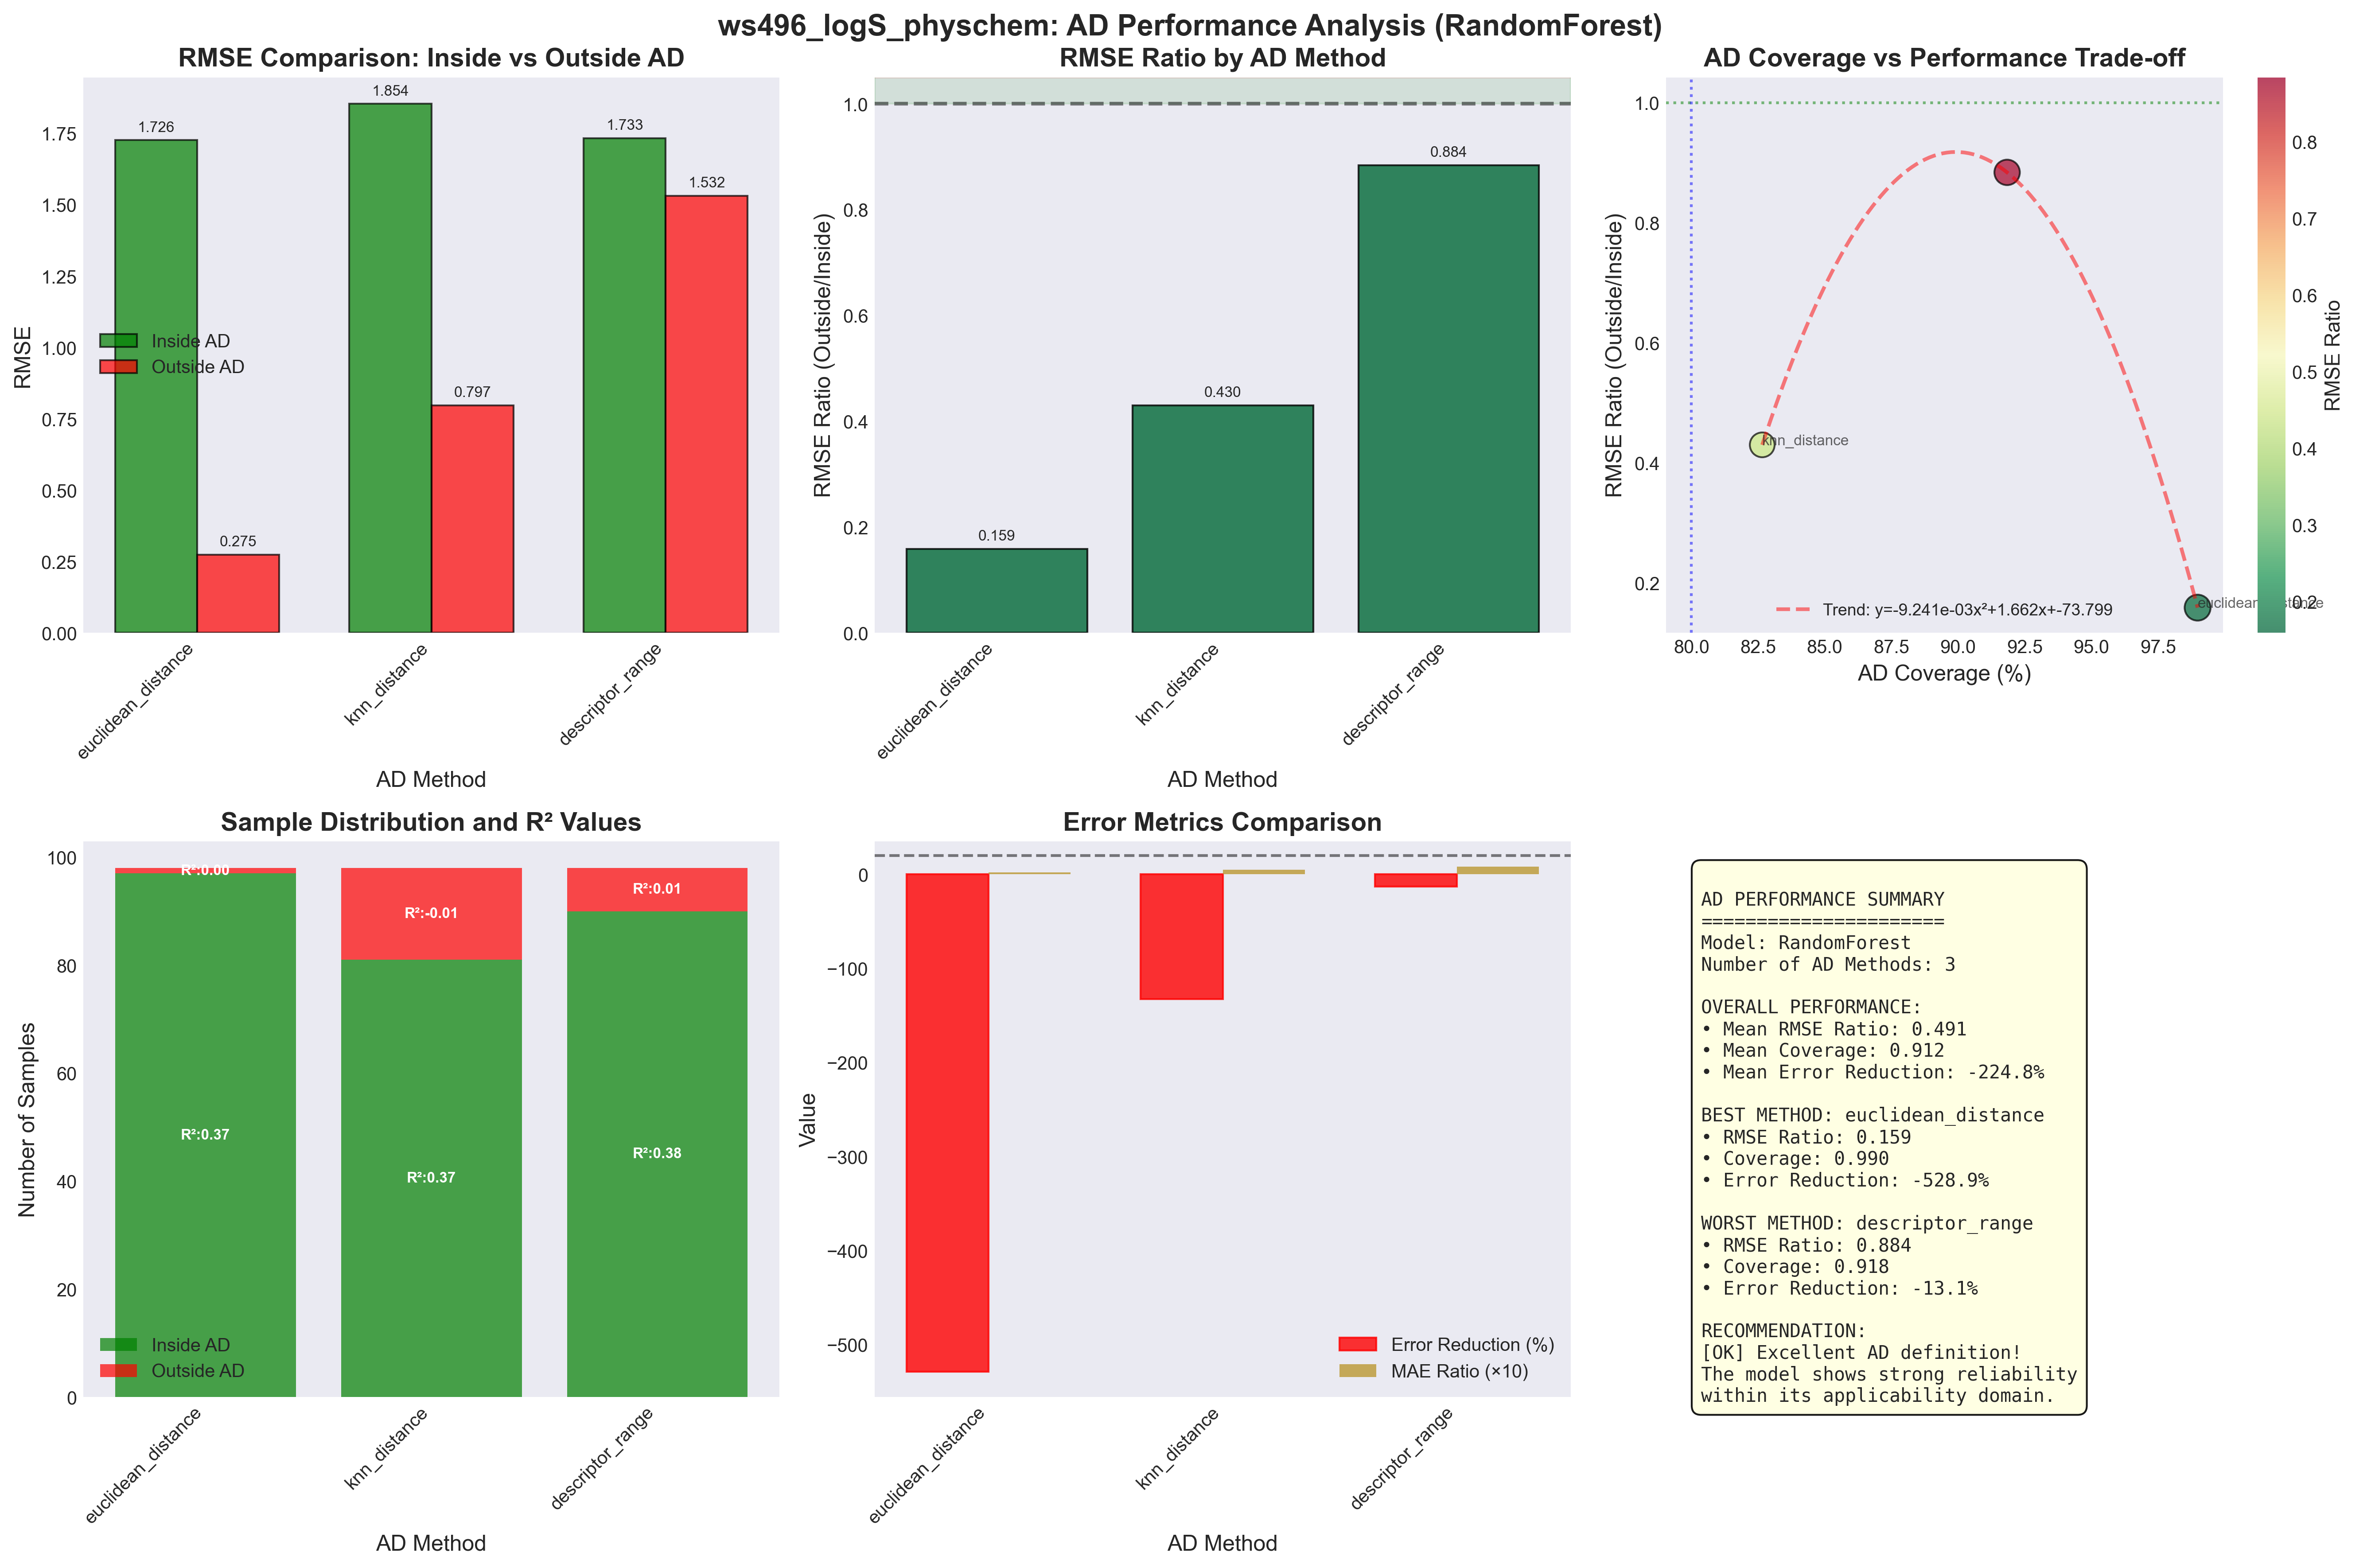 ws496_logS_physchem: AD Performance Analysis (RandomForest)
RMSE Comparison: Inside vs Outside AD
1.75
1.50
1.25
1.00
0.75
0.50
0.25
0.00
RMSE
1.726
0.275
1.854
0.797
1.733
1.532
Inside AD
Outside AD
euclidean_distance
knn_distance
descriptor_range
AD Method
RMSE Ratio by AD Method
1.0
0.8
0.6
0.4
0.2
0.0
RMSE Ratio (Outside/Inside)
0.159
0.430
0.884
euclidean_distance
knn_distance
descriptor_range
AD Method
AD Coverage vs Performance Trade-off
1.0
0.8
0.6
0.4
0.2
RMSE Ratio (Outside/Inside)
knn_distance
euclidean_distance
Trend: y=-9.241e-03x²+1.662x+-73.799
80.0
82.5
85.0
87.5
90.0
92.5
95.0
97.5
AD Coverage (%)
0.8
0.7
0.6
0.5
0.4
0.3
0.2
RMSE Ratio
Sample Distribution and R² Values
100
80
60
40
20
0
Number of Samples
R²:0.00
R²:0.37
R²:-0.01
R²:0.37
R²:0.01
R²:0.38
Inside AD
Outside AD
euclidean_distance
knn_distance
descriptor_range
AD Method
Error Metrics Comparison
0
−100
−200
−300
−400
−500
Value
Error Reduction (%)
MAE Ratio (×10)
euclidean_distance
knn_distance
descriptor_range
AD Method
AD PERFORMANCE SUMMARY
======================
Model: RandomForest
Number of AD Methods: 3
OVERALL PERFORMANCE:
• Mean RMSE Ratio: 0.491
• Mean Coverage: 0.912
• Mean Error Reduction: -224.8%
BEST METHOD: euclidean_distance
• RMSE Ratio: 0.159
• Coverage: 0.990
• Error Reduction: -528.9%
WORST METHOD: descriptor_range
• RMSE Ratio: 0.884
• Coverage: 0.918
• Error Reduction: -13.1%
RECOMMENDATION:
[OK] Excellent AD definition!
The model shows strong reliability
within its applicability domain.